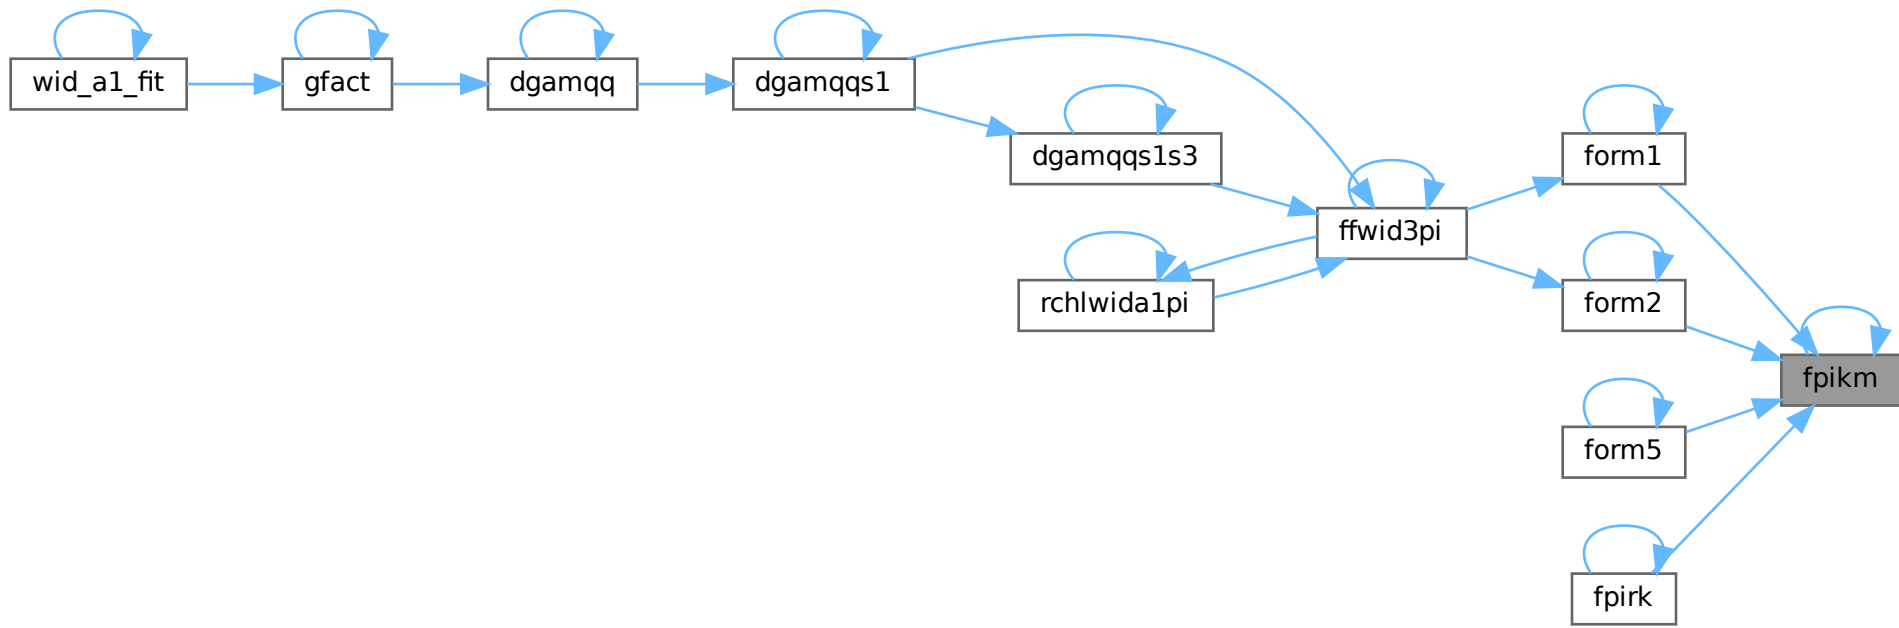 wid_a1_fit
gfact
dgamqq
dgamqqs1
dgamqqs1s3
rchlwida1pi
ffwid3pi
form1
form2
form5
fpirk
fpikm